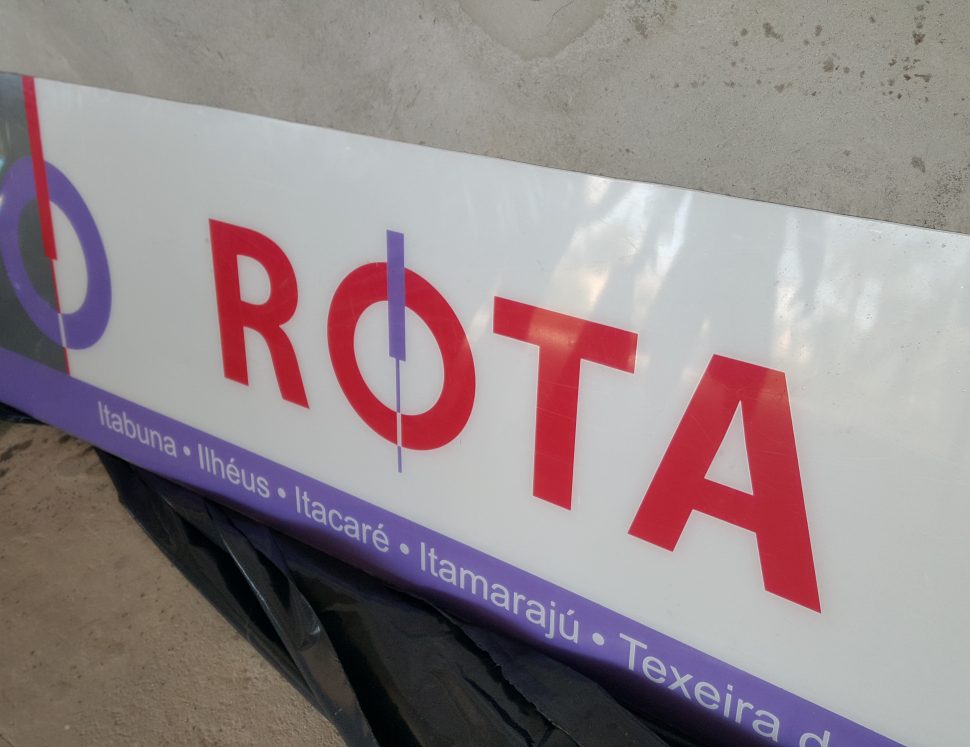 ROTA
Itabuna • Ilhéus • Itacaré • Itamarajú • Texeira d